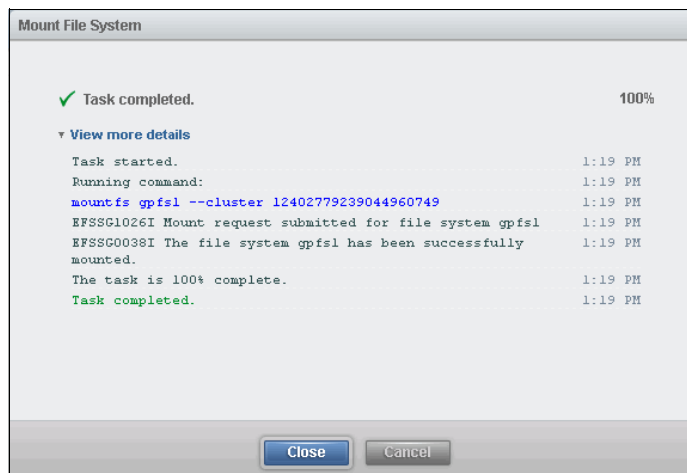 Mount File System
Task completed. 100%
View more details
Task started. 1:19 PM
Running command: 1:19 PM
mountfs gpfs1 --cluster 12402779239044960749 1:19 PM
EFSSG1026I Mount request submitted for file system gpfs1 1:19 PM
EFSSG0038I The file system gpfs1 has been successfully 1:19 PM
mounted.
The task is 100% complete. 1:19 PM
Task completed. 1:19 PM
Close Cancel